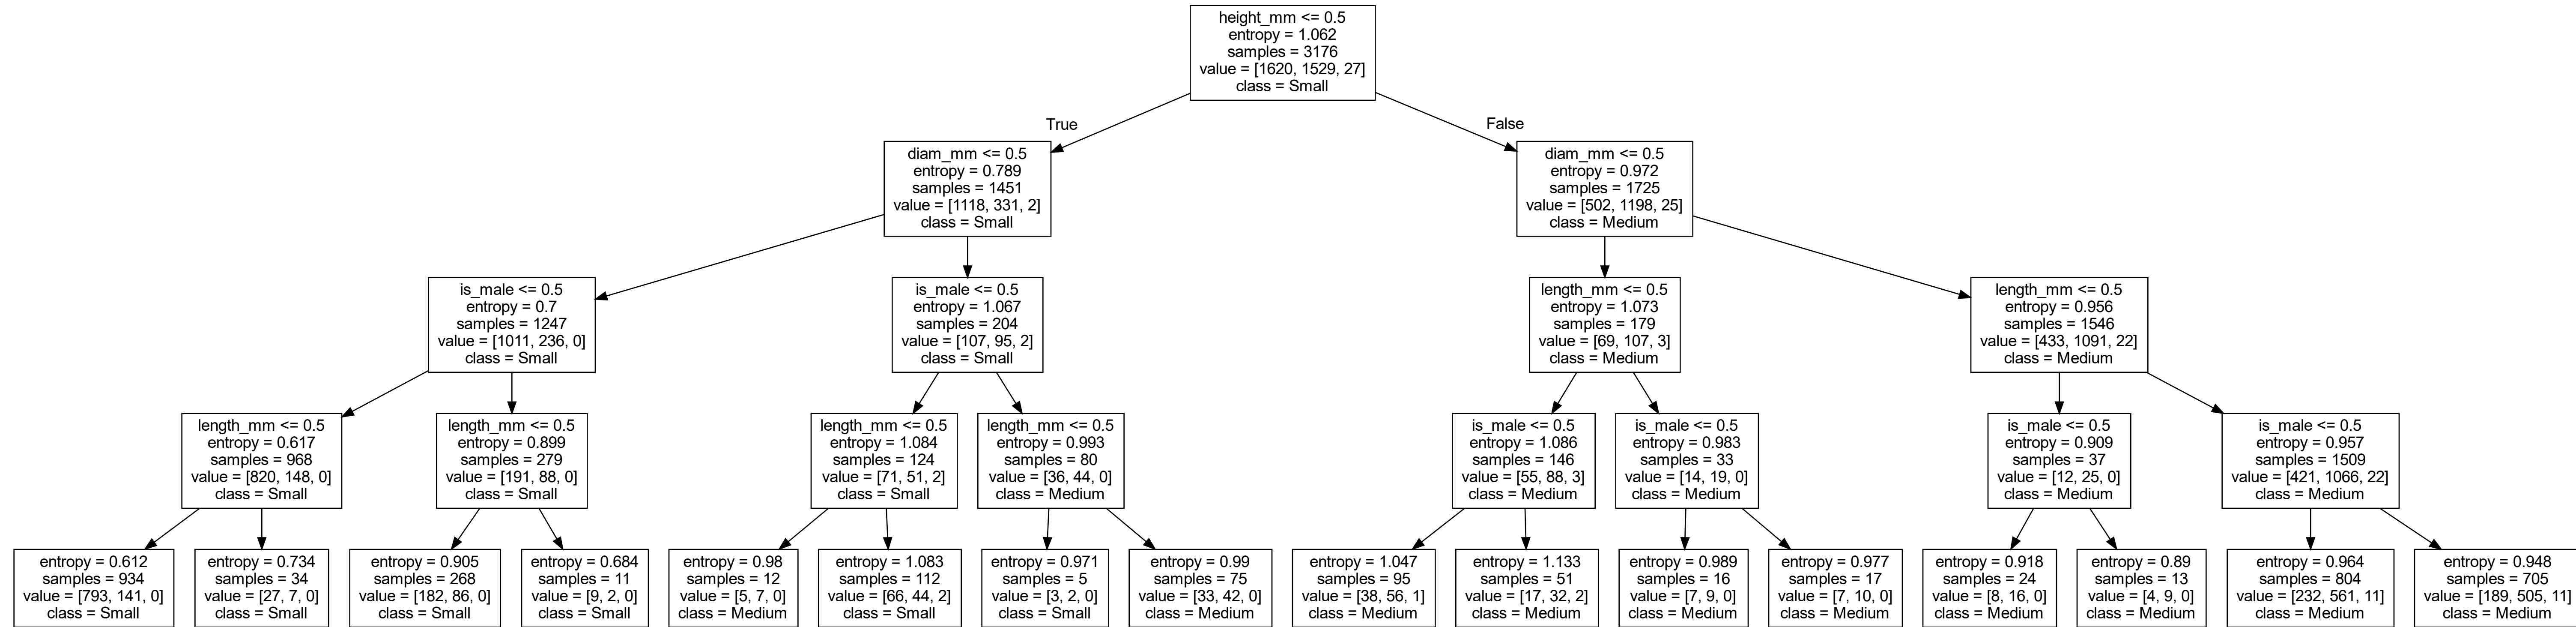 height_mm <= 0.5
entropy = 1.062
samples = 3176
value = [1620, 1529, 27]
class = Small
True
False
diam_mm <= 0.5
entropy = 0.789
samples = 1451
value = [1118, 331, 2]
class = Small
diam_mm <= 0.5
entropy = 0.972
samples = 1725
value = [502, 1198, 25]
class = Medium
is_male <= 0.5
entropy = 0.7
samples = 1247
value = [1011, 236, 0]
class = Small
is_male <= 0.5
entropy = 1.067
samples = 204
value = [107, 95, 2]
class = Small
length_mm <= 0.5
entropy = 1.073
samples = 179
value = [69, 107, 3]
class = Medium
length_mm <= 0.5
entropy = 0.956
samples = 1546
value = [433, 1091, 22]
class = Medium
length_mm <= 0.5
entropy = 0.617
samples = 968
value = [820, 148, 0]
class = Small
length_mm <= 0.5
entropy = 0.899
samples = 279
value = [191, 88, 0]
class = Small
length_mm <= 0.5
entropy = 1.084
samples = 124
value = [71, 51, 2]
class = Small
length_mm <= 0.5
entropy = 0.993
samples = 80
value = [36, 44, 0]
class = Medium
is_male <= 0.5
entropy = 1.086
samples = 146
value = [55, 88, 3]
class = Medium
is_male <= 0.5
entropy = 0.983
samples = 33
value = [14, 19, 0]
class = Medium
is_male <= 0.5
entropy = 0.909
samples = 37
value = [12, 25, 0]
class = Medium
is_male <= 0.5
entropy = 0.957
samples = 1509
value = [421, 1066, 22]
class = Medium
entropy = 0.612
samples = 934
value = [793, 141, 0]
class = Small
entropy = 0.734
samples = 34
value = [27, 7, 0]
class = Small
entropy = 0.905
samples = 268
value = [182, 86, 0]
class = Small
entropy = 0.684
samples = 11
value = [9, 2, 0]
class = Small
entropy = 0.98
samples = 12
value = [5, 7, 0]
class = Medium
entropy = 1.083
samples = 112
value = [66, 44, 2]
class = Small
entropy = 0.971
samples = 5
value = [3, 2, 0]
class = Small
entropy = 0.99
samples = 75
value = [33, 42, 0]
class = Medium
entropy = 1.047
samples = 95
value = [38, 56, 1]
class = Medium
entropy = 1.133
samples = 51
value = [17, 32, 2]
class = Medium
entropy = 0.989
samples = 16
value = [7, 9, 0]
class = Medium
entropy = 0.977
samples = 17
value = [7, 10, 0]
class = Medium
entropy = 0.918
samples = 24
value = [8, 16, 0]
class = Medium
entropy = 0.89
samples = 13
value = [4, 9, 0]
class = Medium
entropy = 0.964
samples = 804
value = [232, 561, 11]
class = Medium
entropy = 0.948
samples = 705
value = [189, 505, 11]
class = Medium